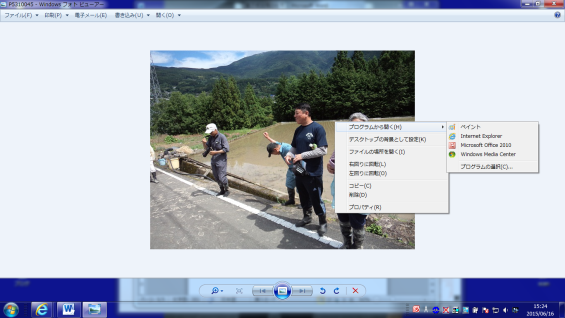 P5310045 - Windows フォト ビューアー
ファイル(F) 印刷(P) 電子メール(E) 書き込み(U) 開く(O)
プログラムから開く(H)
デスクトップの背景として設定(K)
ファイルの場所を開く(I)
右回りに回転(L)
左回りに回転(O)
コピー(C)
削除(D)
プロパティ(R)
ペイント
Internet Explorer
Microsoft Office 2010
Windows Media Center
プログラムの選択(C)...
15:24
2015/06/16